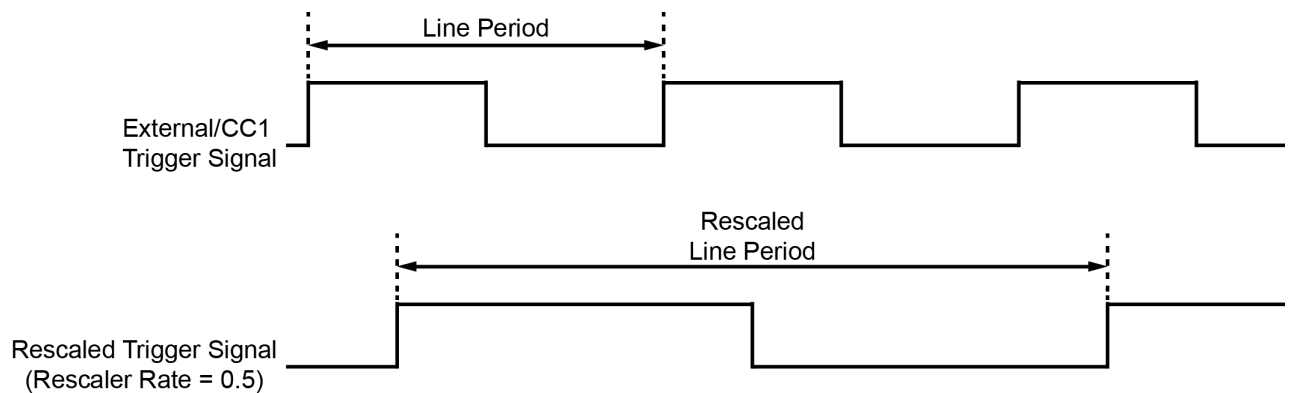 Line Period
External/CC1
Trigger Signal
Rescaled
Line Period
Rescaled Trigger Signal
(Rescaler Rate = 0.5)